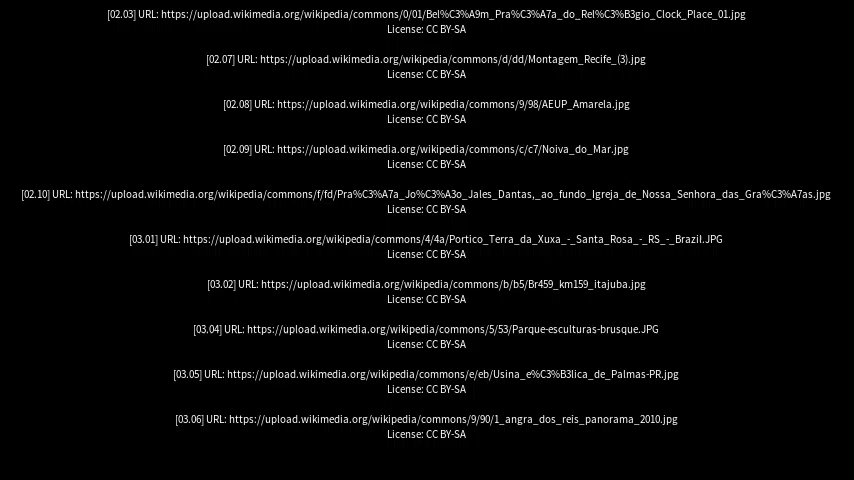 [02.03] URL: https://upload.wikimedia.org/wikipedia/commons/0/01/Bel%C3%A9m_Pra%C3%A7a_do_Rel%C3%B3gio_Clock_Place_01.jpg
License: CC BY-SA
[02.07] URL: https://upload.wikimedia.org/wikipedia/commons/d/dd/Montagem_Recife_(3).jpg
License: CC BY-SA
[02.08] URL: https://upload.wikimedia.org/wikipedia/commons/9/98/AEUP_Amarela.jpg
License: CC BY-SA
[02.09] URL: https://upload.wikimedia.org/wikipedia/commons/c/c7/Noiva_do_Mar.jpg
License: CC BY-SA
[02.10] URL: https://upload.wikimedia.org/wikipedia/commons/f/fd/Pra%C3%A7a_Jo%C3%A3o_Jales_Dantas,_ao_fundo_Igreja_de_Nossa_Senhora_das_Gra%C3%A7as.jpg
License: CC BY-SA
[03.01] URL: https://upload.wikimedia.org/wikipedia/commons/4/4a/Portico_Terra_da_Xuxa_-_Santa_Rosa_-_RS_-_Brazil.JPG
License: CC BY-SA
[03.02] URL: https://upload.wikimedia.org/wikipedia/commons/b/b5/Br459_km159_itajuba.jpg
License: CC BY-SA
[03.04] URL: https://upload.wikimedia.org/wikipedia/commons/5/53/Parque-esculturas-brusque.JPG
License: CC BY-SA
[03.05] URL: https://upload.wikimedia.org/wikipedia/commons/e/eb/Usina_e%C3%B3lica_de_Palmas-PR.jpg
License: CC BY-SA
[03.06] URL: https://upload.wikimedia.org/wikipedia/commons/9/90/1_angra_dos_reis_panorama_2010.jpg
License: CC BY-SA